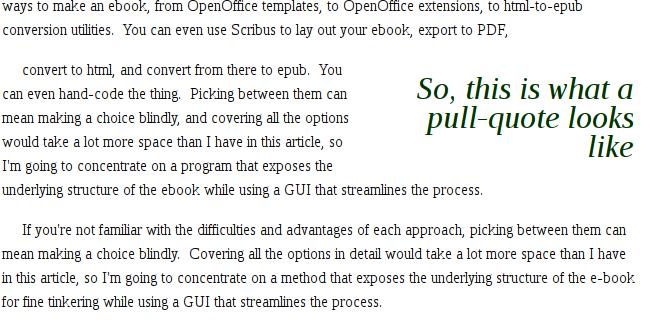 ways to make an ebook, from OpenOffice templates, to OpenOffice extensions, to html-to-epub
conversion utilities. You can even use Scribus to lay out your ebook, export to PDF,
convert to html, and convert from there to epub. You
can even hand-code the thing. Picking between them can
mean making a choice blindly, and covering all the options
would take a lot more space than I have in this article, so
I'm going to concentrate on a program that exposes the
underlying structure of the ebook while using a GUI that streamlines the process.
So, this is what a
pull-quote looks
like
If you're not familiar with the difficulties and advantages of each approach, picking between them can
mean making a choice blindly. Covering all the options in detail would take a lot more space than I have
in this article, so I'm going to concentrate on a method that exposes the underlying structure of the e-book
for fine tinkering while using a GUI that streamlines the process.